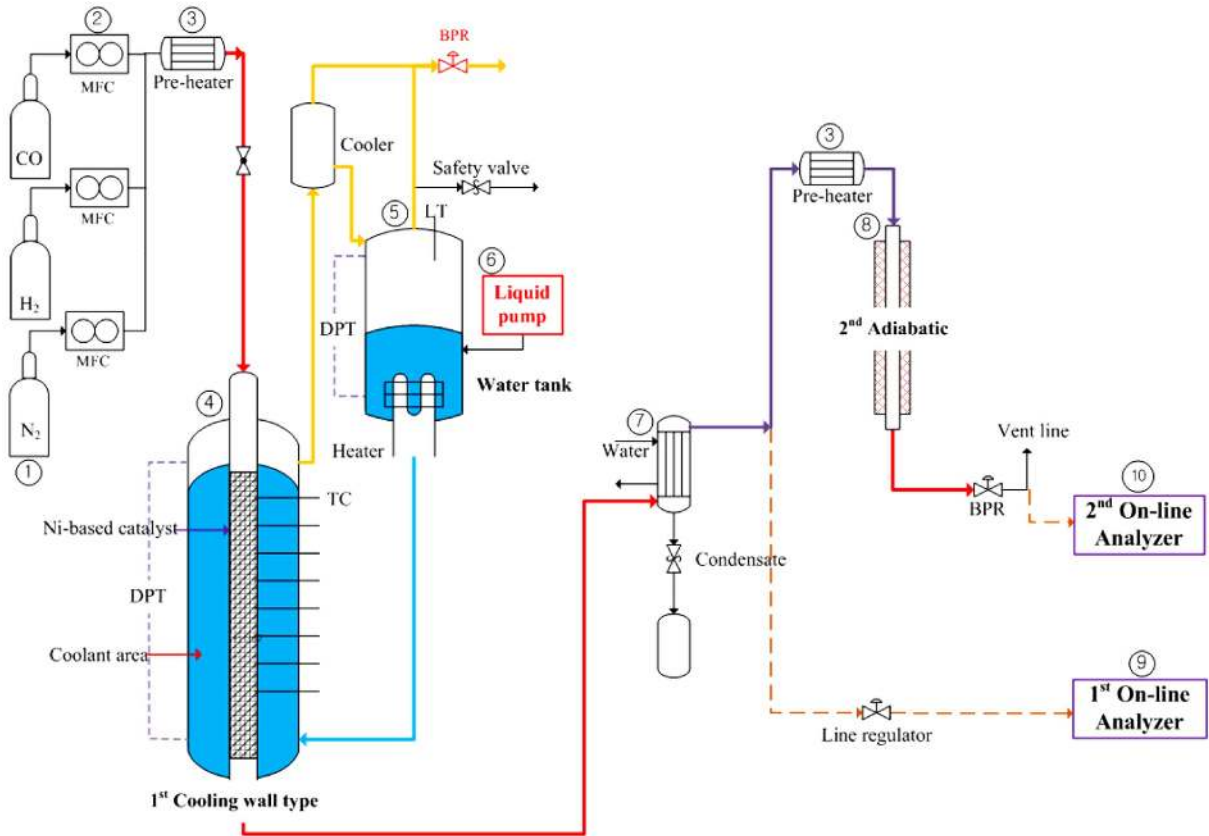 ②
③
MFC
Pre-heater
CO
MFC
H₂
MFC
N₂
①
BPR
Cooler
Safety valve
⑤
LT
⑥
Liquid
pump
DPT
Water tank
Heater
④
TC
Ni-based catalyst
DPT
Coolant area
1ˢᵗ Cooling wall type
⑦
Water
Condensate
③
Pre-heater
⑧
2ⁿᵈ Adiabatic
Vent line
BPR
⑩
2ⁿᵈ On-line
Analyzer
⑨
1ˢᵗ On-line
Analyzer
Line regulator